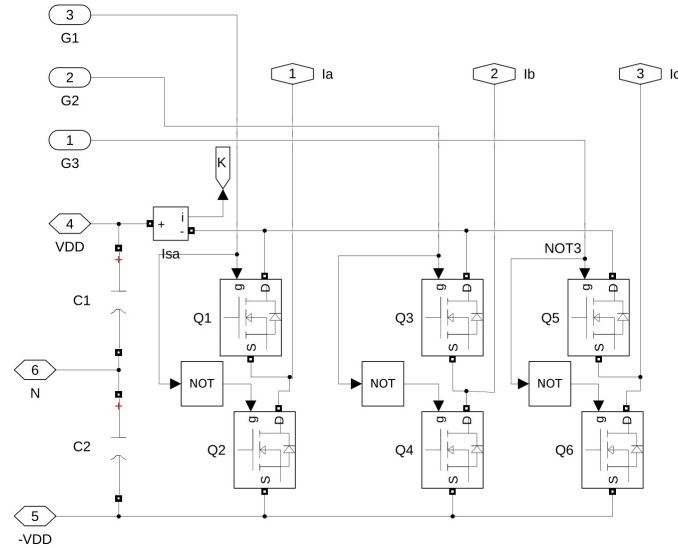 3
G1
1 Ia
2 Ib
3 Ic
2
G2
1
G3
K
4
VDD
+ i
-
Isa
NOT3
+
C1
g D
Q1
S
g D
Q3
S
g D
Q5
S
6
N
NOT
NOT
NOT
+
C2
g D
Q2
S
g D
Q4
S
g D
Q6
S
5
-VDD